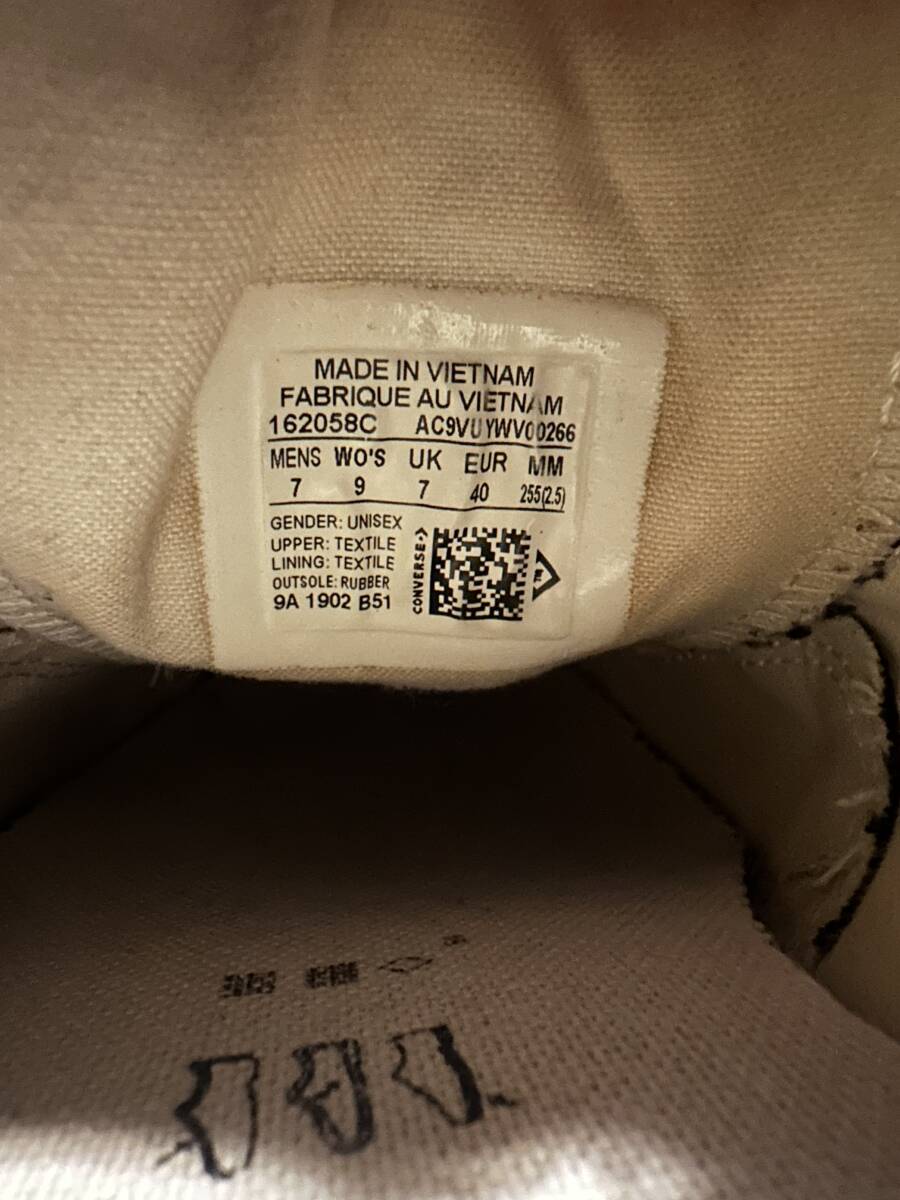 MADE IN VIETNAM
FABRIQUE AU VIETNAM
162058C AC9VUYWV00266
MENS WO'S UK EUR MM
7 9 7 40 255(2.5)
GENDER: UNISEX
UPPER: TEXTILE
LINING: TEXTILE
OUTSOLE: RUBBER
9A 1902 B51
CONVERSE